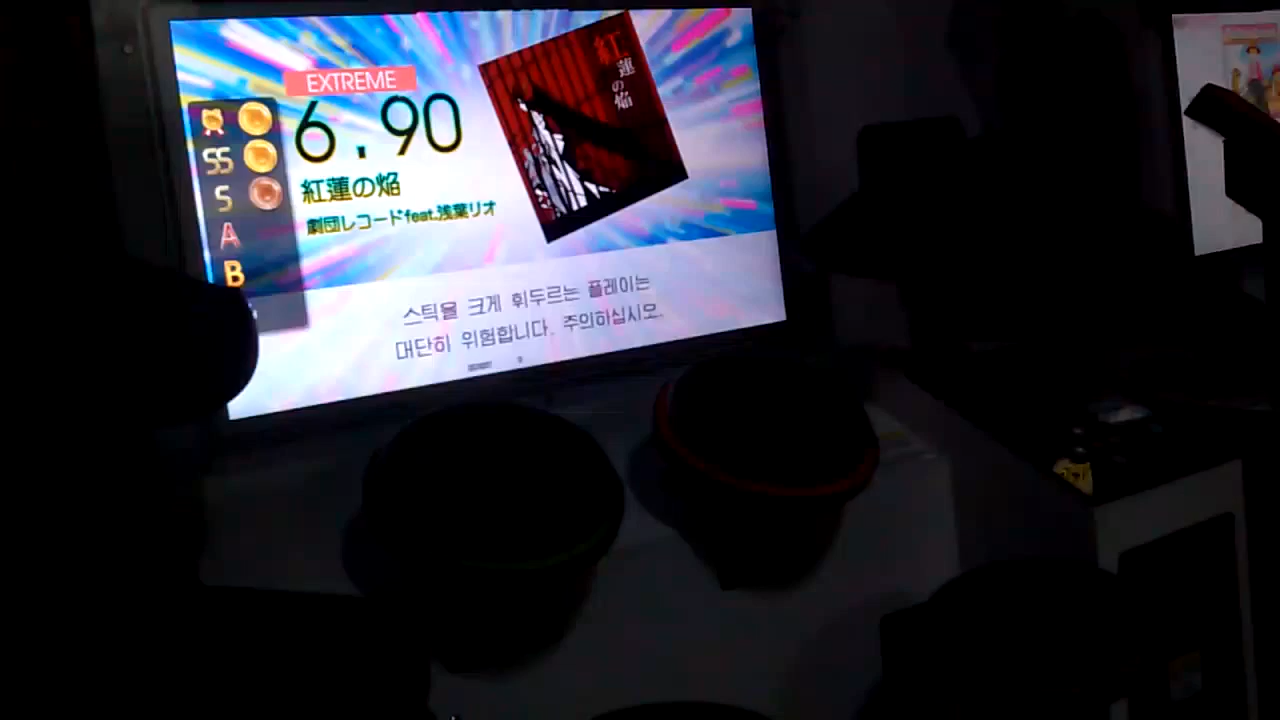 EXTREME
6.90
SS
S
A
B
紅蓮の焔
劇団レコードfeat.浅葉リオ
紅蓮の焔
스틱을 크게 휘두르는 플레이는
대단히 위험합니다. 주의하십시오.